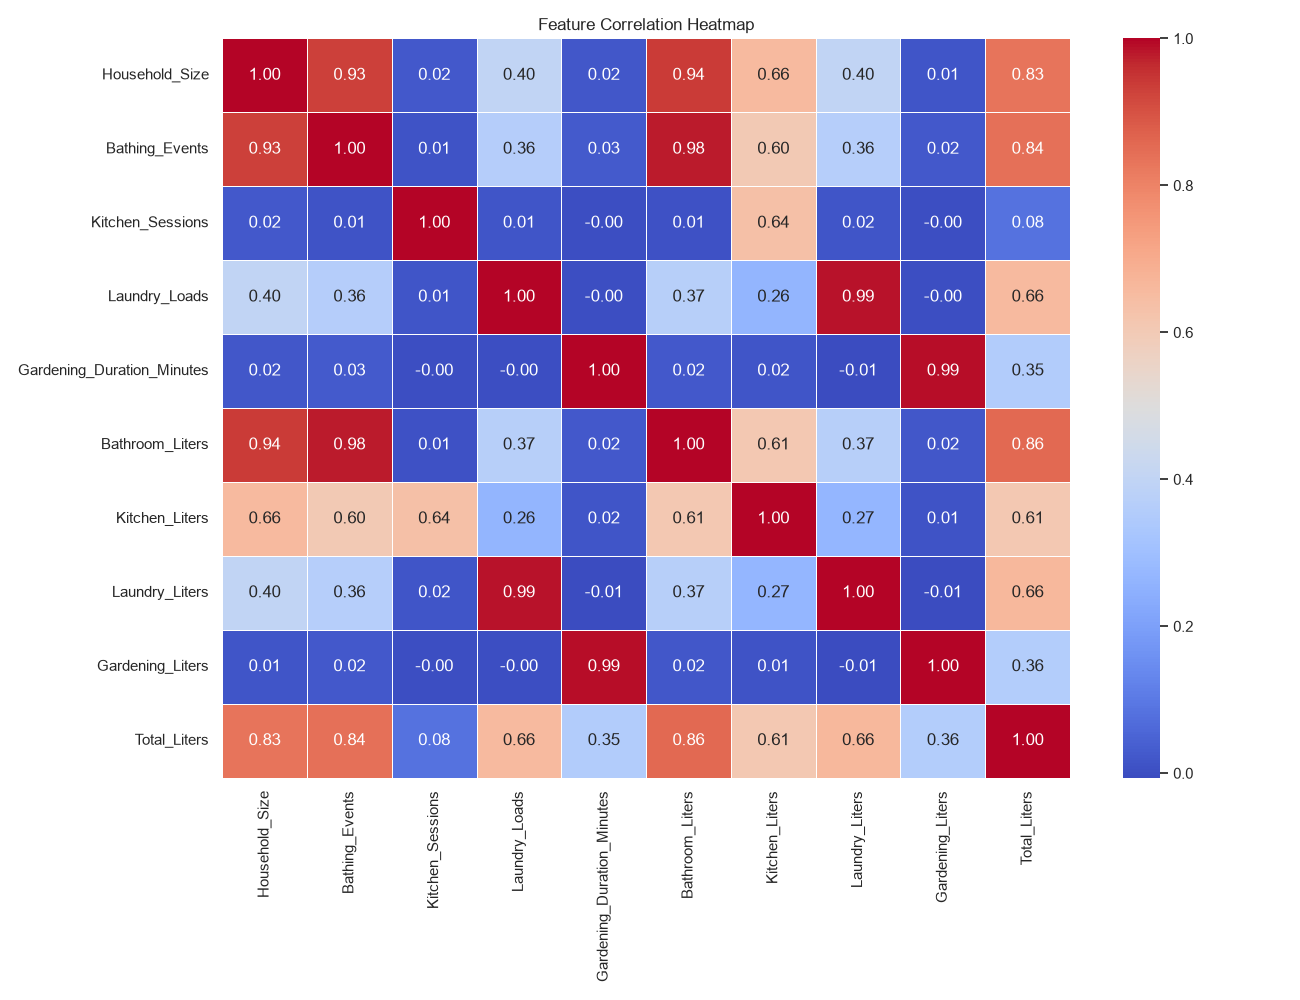 Feature Correlation Heatmap
Household_Size 1.00 0.93 0.02 0.40 0.02 0.94 0.66 0.40 0.01 0.83
Bathing_Events 0.93 1.00 0.01 0.36 0.03 0.98 0.60 0.36 0.02 0.84
Kitchen_Sessions 0.02 0.01 1.00 0.01 -0.00 0.01 0.64 0.02 -0.00 0.08
Laundry_Loads 0.40 0.36 0.01 1.00 -0.00 0.37 0.26 0.99 -0.00 0.66
Gardening_Duration_Minutes 0.02 0.03 -0.00 -0.00 1.00 0.02 0.02 -0.01 0.99 0.35
Bathroom_Liters 0.94 0.98 0.01 0.37 0.02 1.00 0.61 0.37 0.02 0.86
Kitchen_Liters 0.66 0.60 0.64 0.26 0.02 0.61 1.00 0.27 0.01 0.61
Laundry_Liters 0.40 0.36 0.02 0.99 -0.01 0.37 0.27 1.00 -0.01 0.66
Gardening_Liters 0.01 0.02 -0.00 -0.00 0.99 0.02 0.01 -0.01 1.00 0.36
Total_Liters 0.83 0.84 0.08 0.66 0.35 0.86 0.61 0.66 0.36 1.00
Household_Size
Bathing_Events
Kitchen_Sessions
Laundry_Loads
Gardening_Duration_Minutes
Bathroom_Liters
Kitchen_Liters
Laundry_Liters
Gardening_Liters
Total_Liters
1.0
0.8
0.6
0.4
0.2
0.0